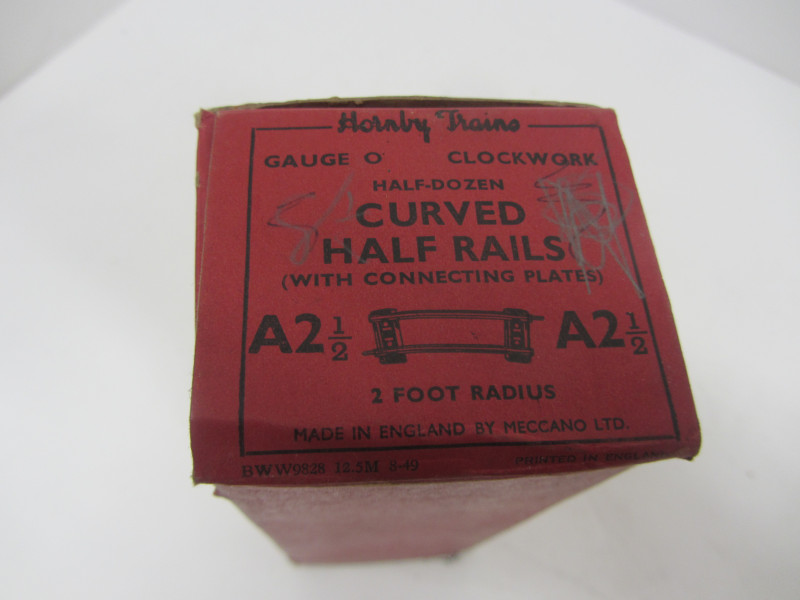 Hornby Trains
GAUGE O CLOCKWORK
HALF-DOZEN
CURVED
HALF RAILS
(WITH CONNECTING PLATES)
A2½ A2½
2 FOOT RADIUS
MADE IN ENGLAND BY MECCANO LTD.
BWW9828 12.5M 8-49 PRINTED IN ENGLAND